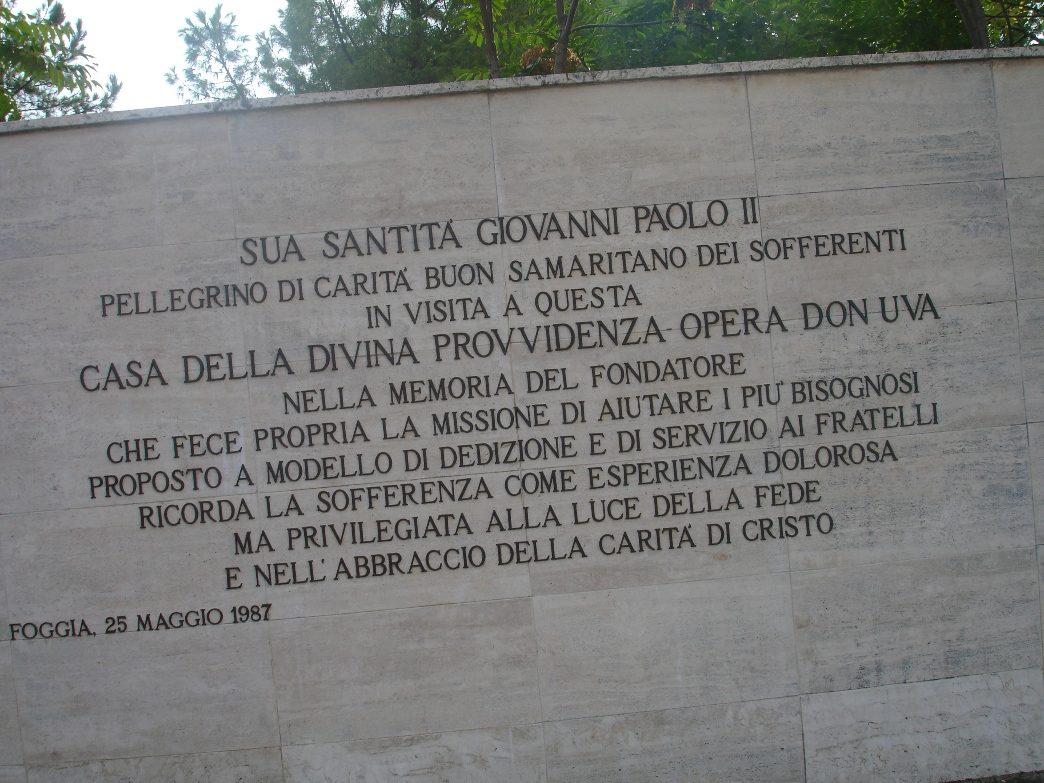 SUA SANTITA' GIOVANNI PAOLO II
PELLEGRINO DI CARITA' BUON SAMARITANO DEI SOFFERENTI
IN VISITA A QUESTA
CASA DELLA DIVINA PROVVIDENZA OPERA DON UVA
NELLA MEMORIA DEL FONDATORE
CHE FECE PROPRIA LA MISSIONE DI AIUTARE I PIU' BISOGNOSI
PROPOSTO A MODELLO DI DEDIZIONE E DI SERVIZIO AI FRATELLI
RICORDA LA SOFFERENZA COME ESPERIENZA DOLOROSA
MA PRIVILEGIATA ALLA LUCE DELLA FEDE
E NELL'ABBRACCIO DELLA CARITA' DI CRISTO
FOGGIA, 25 MAGGIO 1987